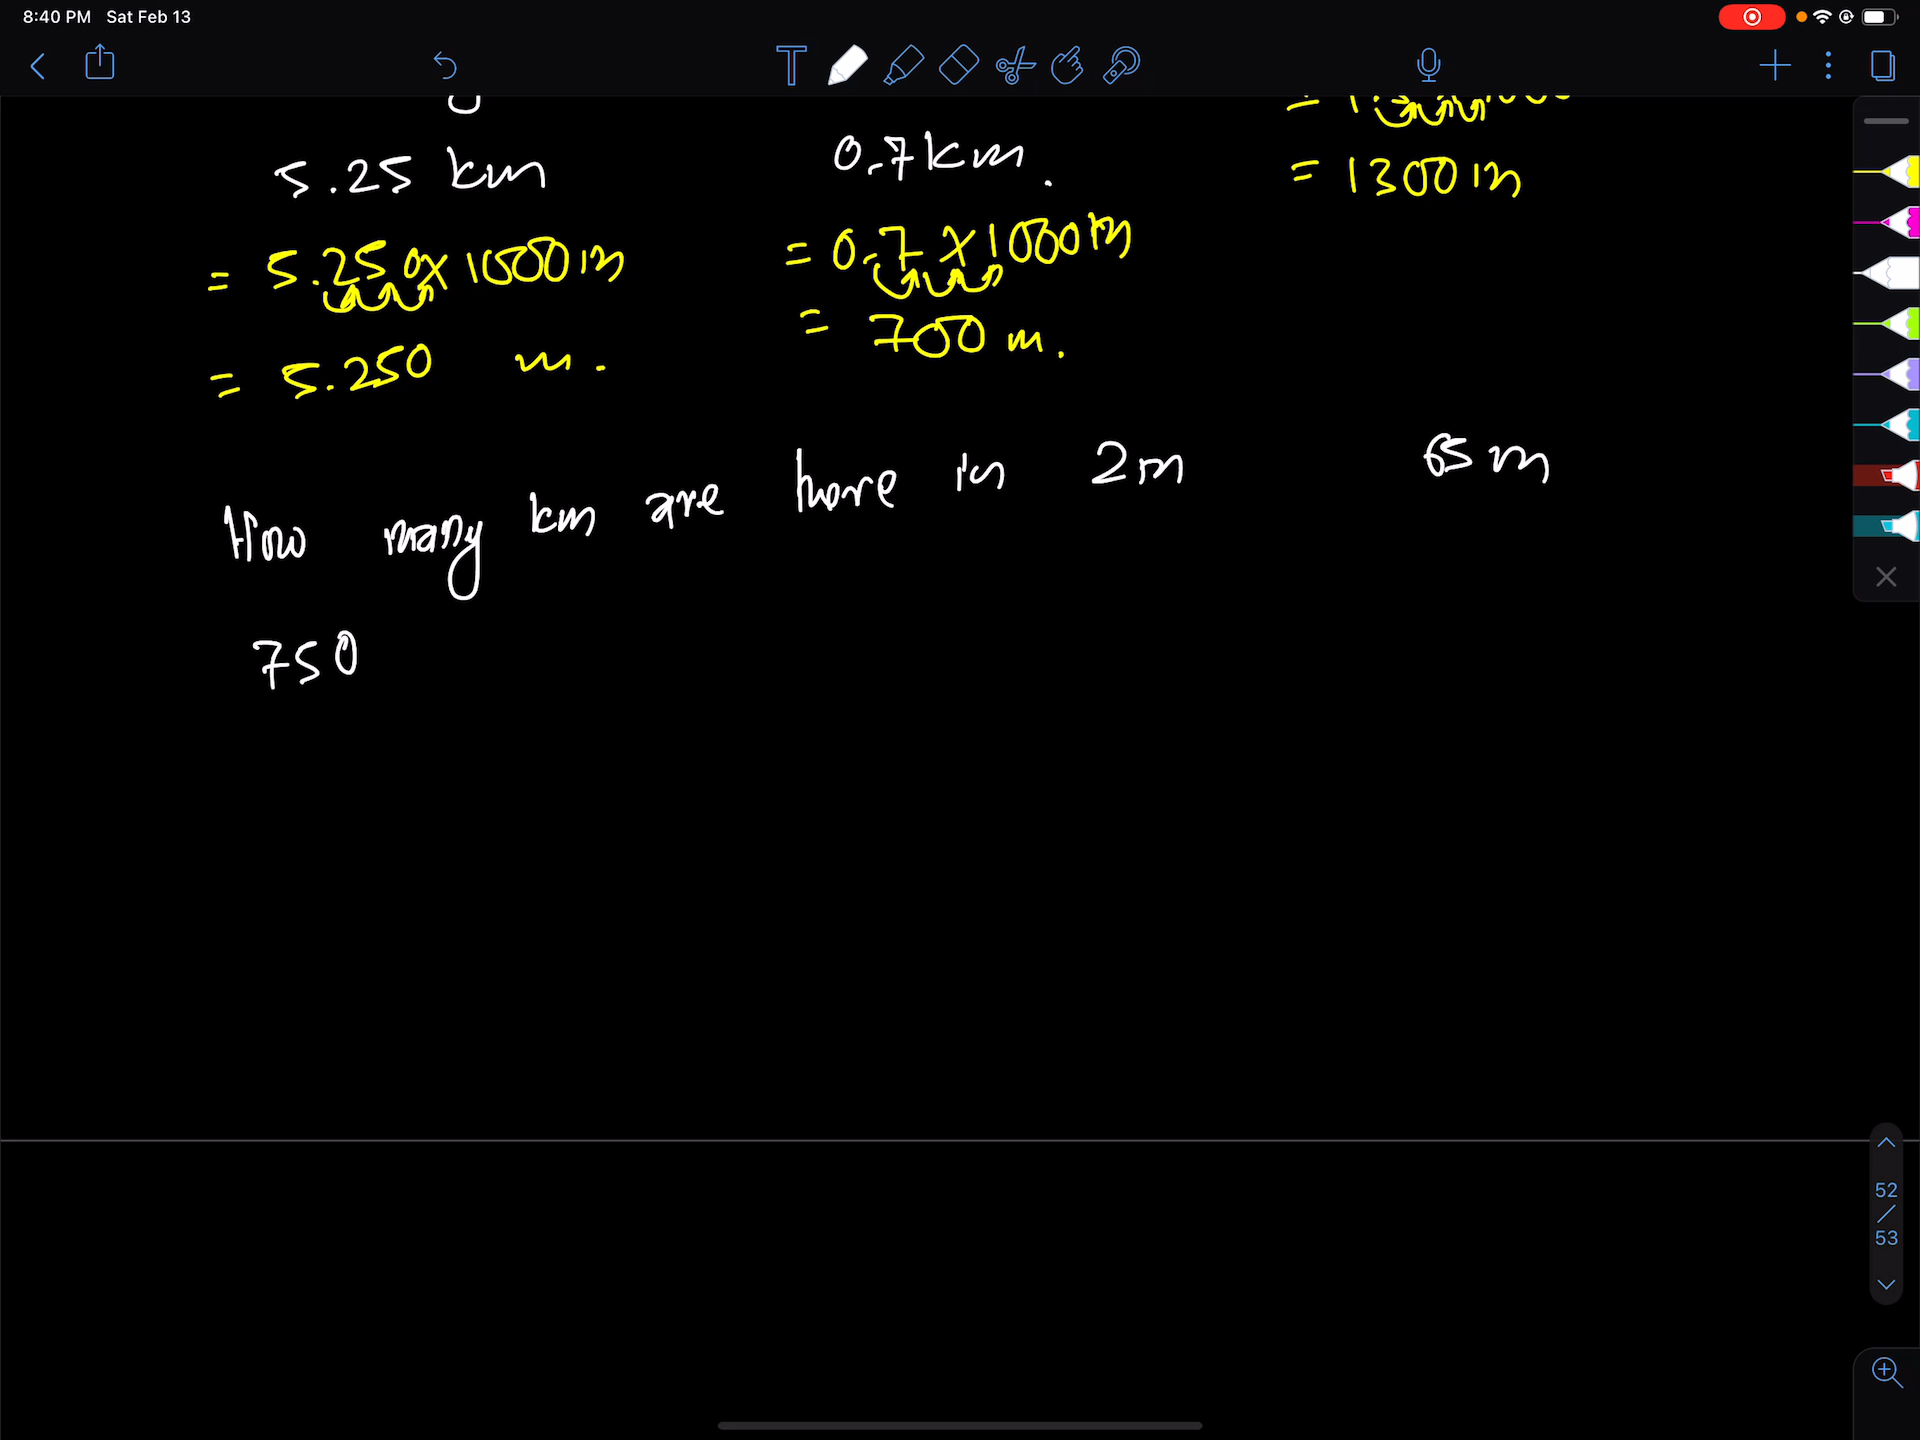 8:40 PM Sat Feb 13
5.25 km
= 5.250 x 1000 m
= 5.250 m.
0.7 km.
= 0.7 x 1000 m
= 700 m.
= 1300 m
How many km are here in 2m 65 m
750
52
/
53